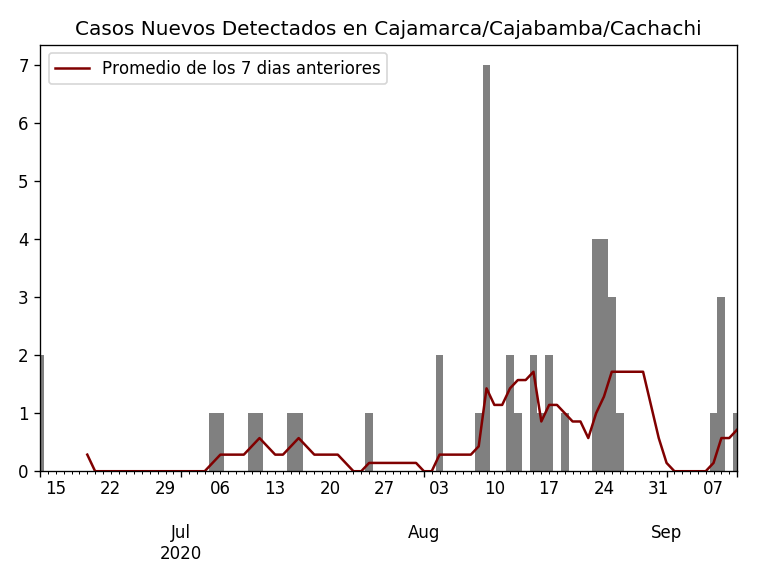 Casos Nuevos Detectados en Cajamarca/Cajabamba/Cachachi
Promedio de los 7 dias anteriores
7
6
5
4
3
2
1
0
15 22 29 06 13 20 27 03 10 17 24 31 07
Jul Aug Sep
2020